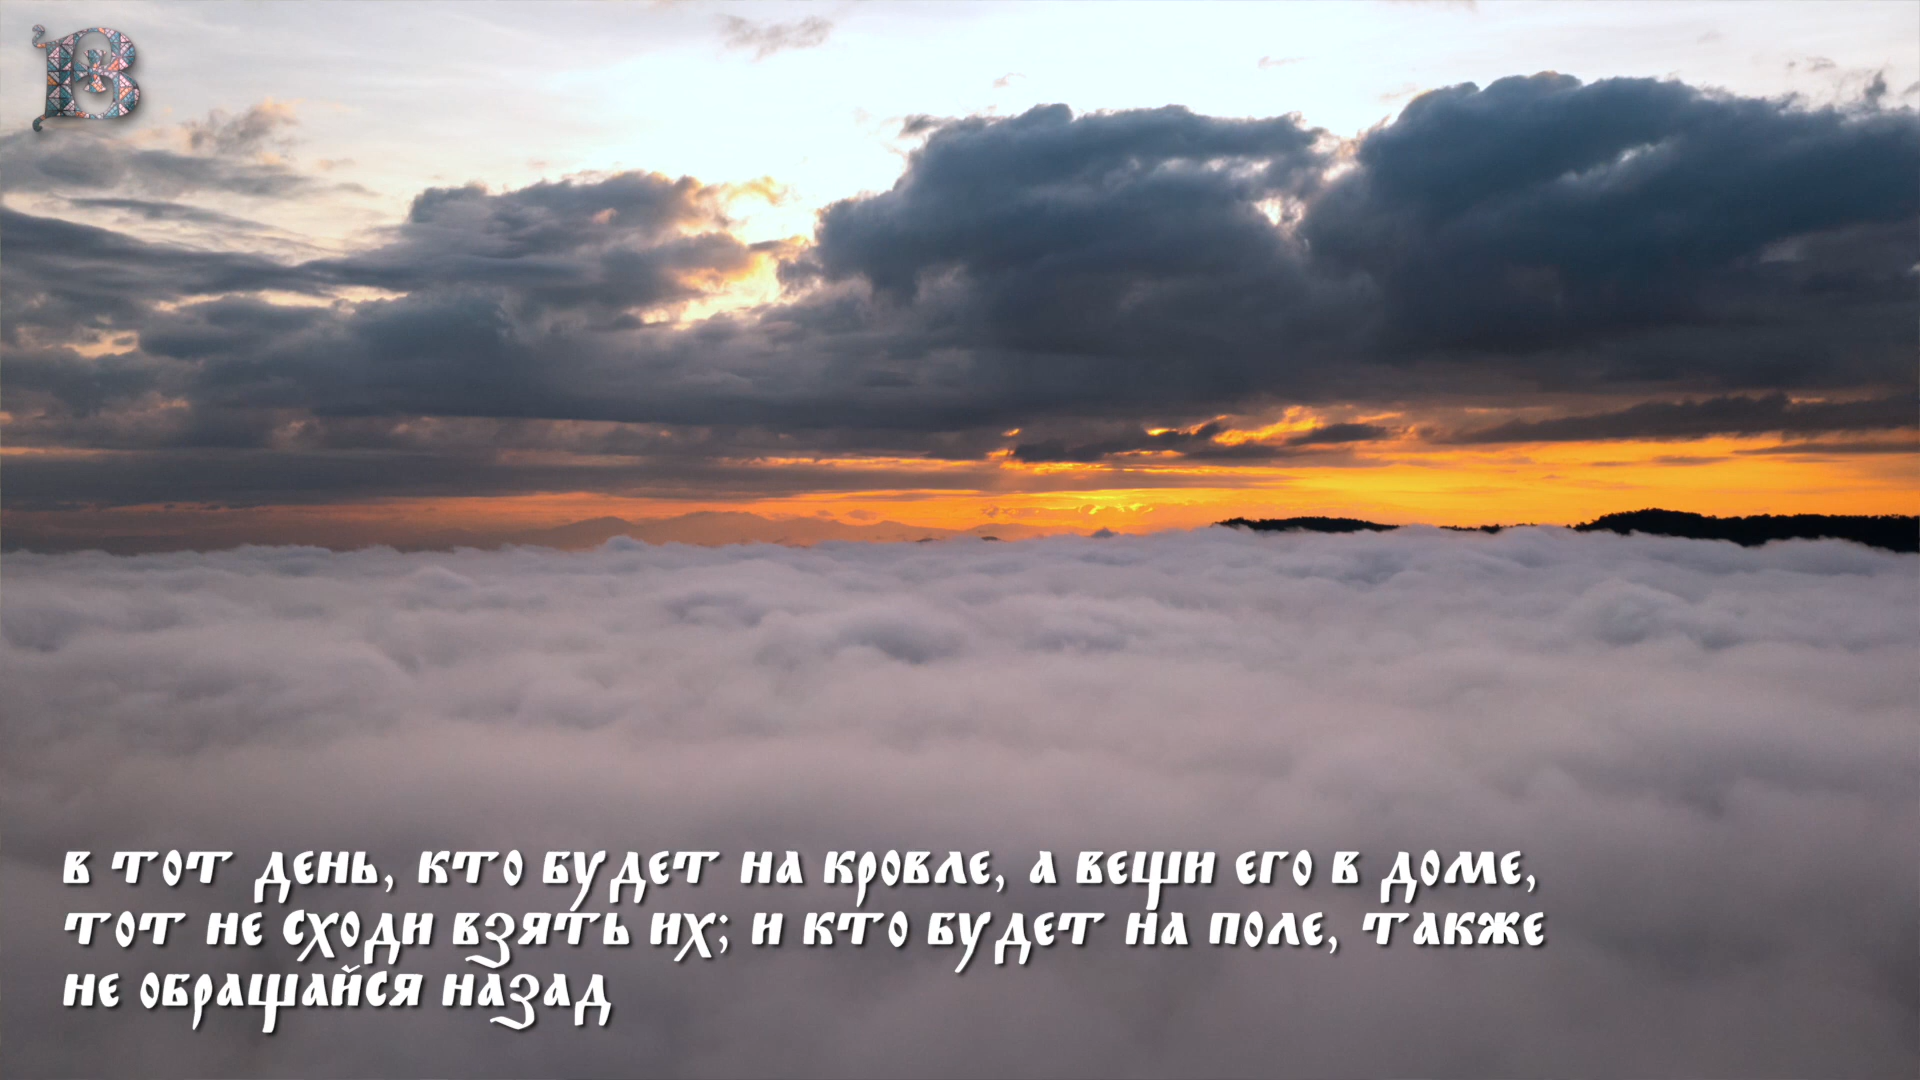 В
в тот день, кто будет на кровле, а вещи его в доме,
тот не сходи взять их; и кто будет на поле, также
не обращайся назад